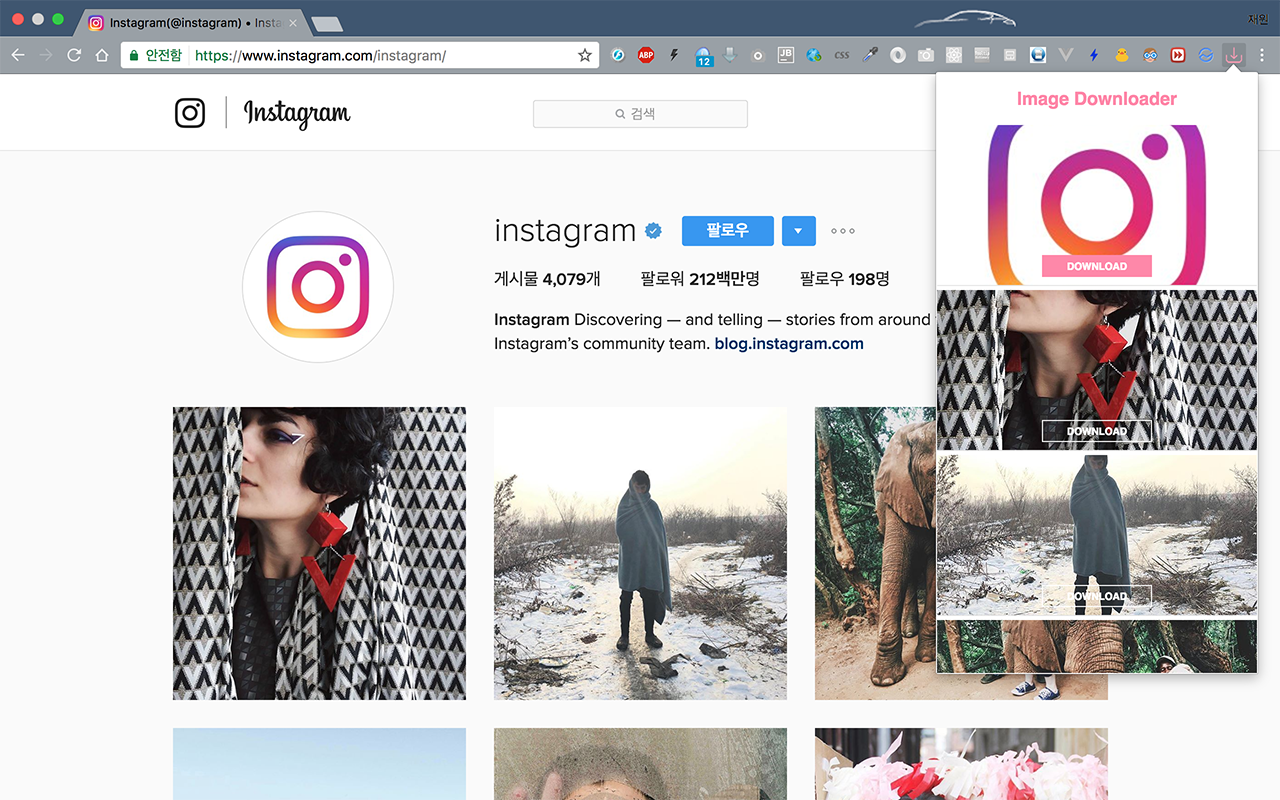 Instagram(@instagram) • Insta
재원
안전함 https://www.instagram.com/instagram/
ABP
12
JB
CSS
Instagram
검색
Image Downloader
DOWNLOAD
instagram
팔로우
게시물 4,079개 팔로워 212백만명 팔로우 198명
Instagram Discovering — and telling — stories from around
Instagram’s community team. blog.instagram.com
DOWNLOAD
DOWNLOAD